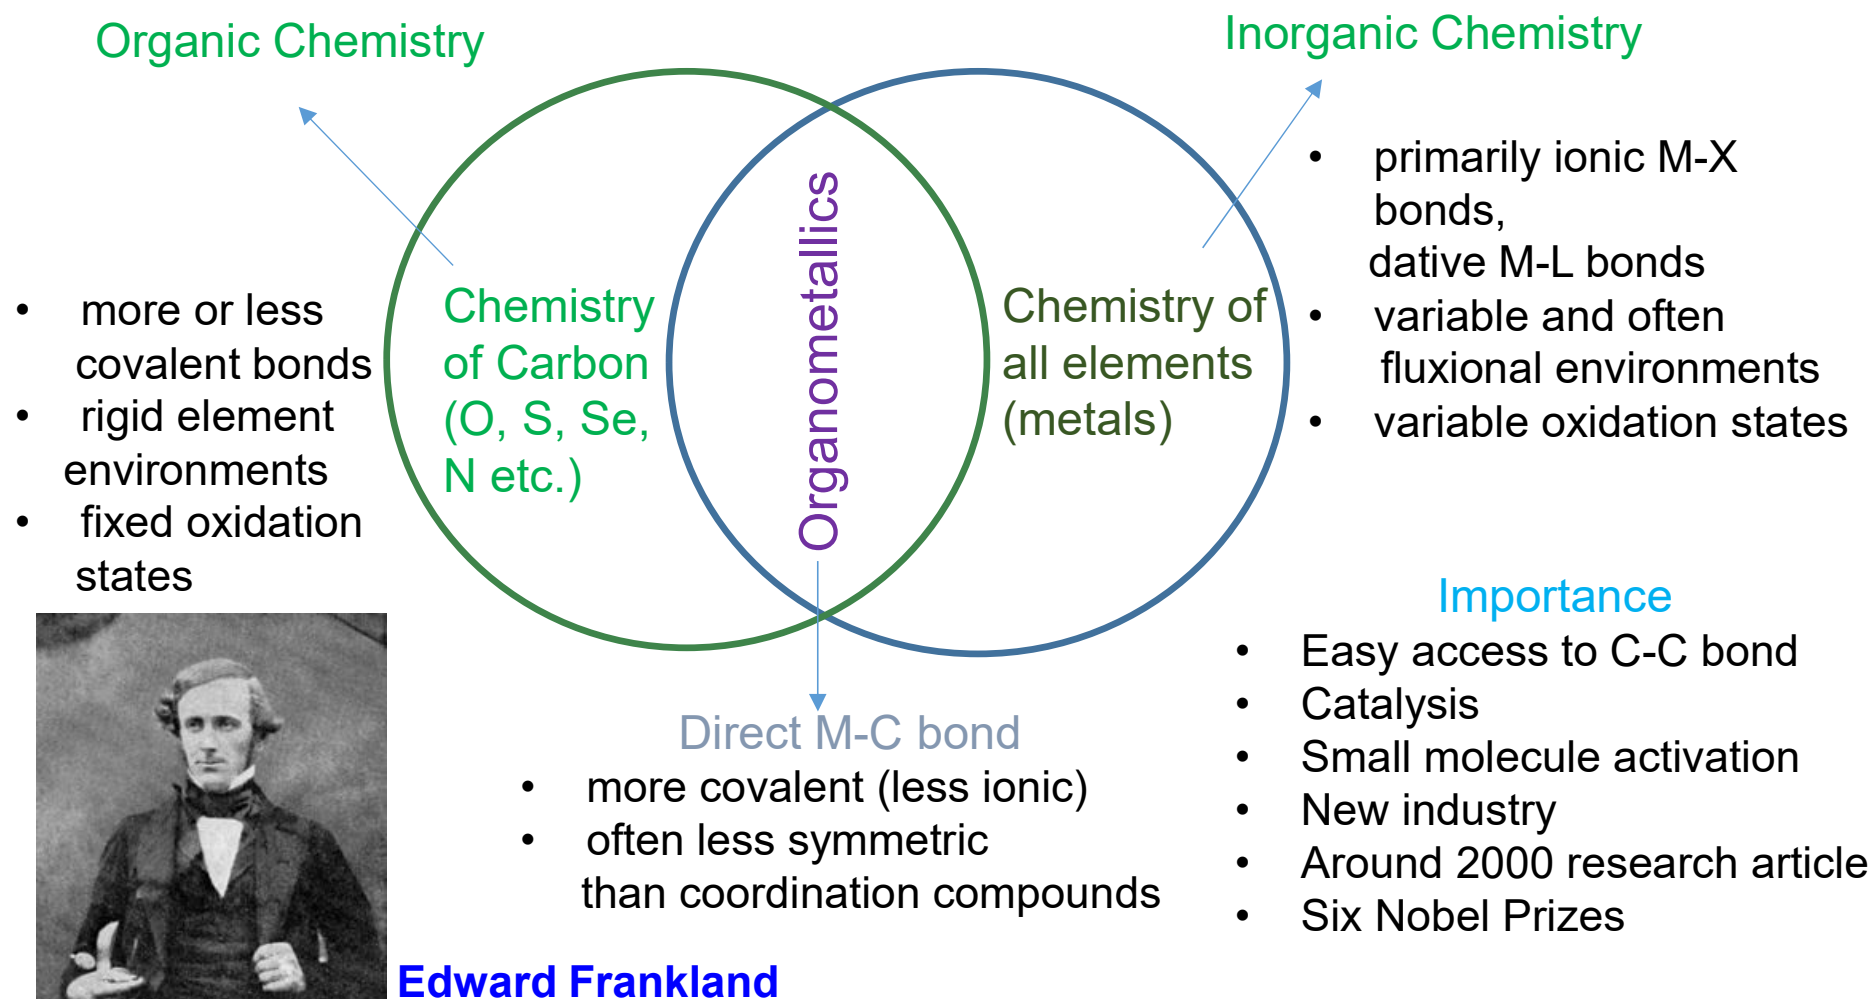 Organic Chemistry
Inorganic Chemistry
• more or less
covalent bonds
• rigid element
environments
• fixed oxidation
states
Chemistry
of Carbon
(O, S, Se,
N etc.)
Organometallics
Chemistry of
all elements
(metals)
• primarily ionic M-X
bonds,
dative M-L bonds
• variable and often
fluxional environments
• variable oxidation states
Direct M-C bond
• more covalent (less ionic)
• often less symmetric
than coordination compounds
Importance
• Easy access to C-C bond
• Catalysis
• Small molecule activation
• New industry
• Around 2000 research article
• Six Nobel Prizes
Edward Frankland